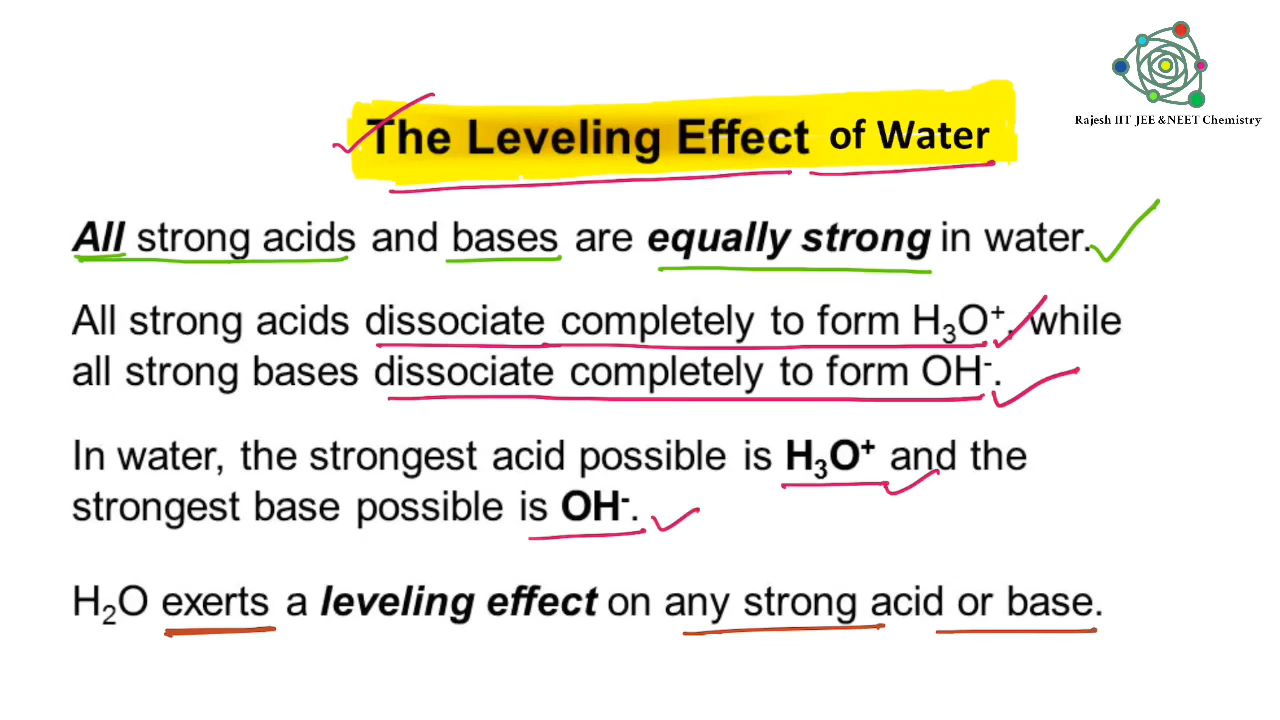 Rajesh IIT JEE &NEET Chemistry
The Leveling Effect of Water
All strong acids and bases are equally strong in water.
All strong acids dissociate completely to form H₃O⁺, while
all strong bases dissociate completely to form OH⁻.
In water, the strongest acid possible is H₃O⁺ and the
strongest base possible is OH⁻.
H₂O exerts a leveling effect on any strong acid or base.